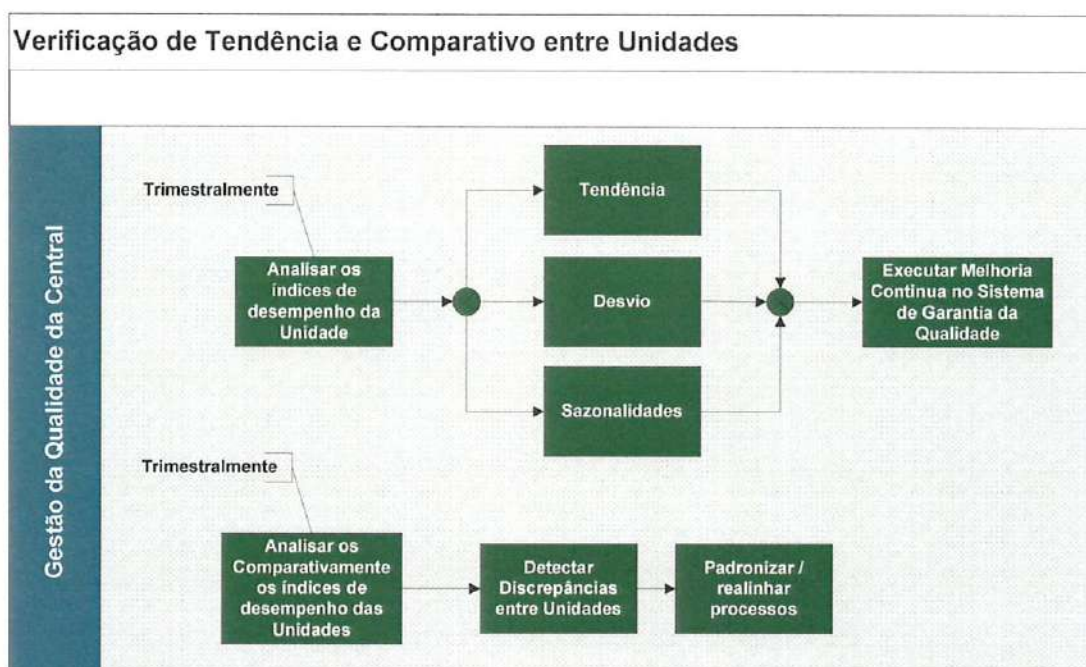 Verificação de Tendência e Comparativo entre Unidades
Gestão da Qualidade da Central
Trimestralmente
Analisar os
índices de
desempenho da
Unidade
Tendência
Desvio
Sazonalidades
Executar Melhoria
Continua no Sistema
de Garantia da
Qualidade
Trimestralmente
Analisar os
Comparativamente
os índices de
desempenho das
Unidades
Detectar
Discrepâncias
entre Unidades
Padronizar /
realinhar
processos